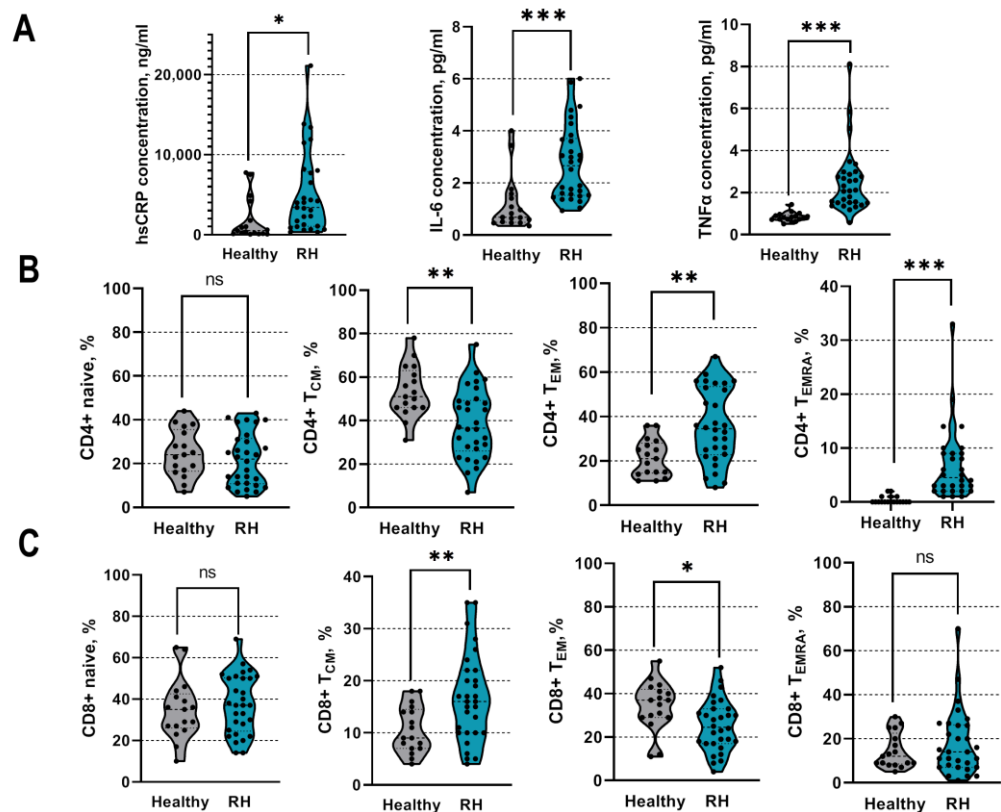 A
hsCRP concentration, ng/ml
20,000
10,000
0
*
Healthy RH
IL-6 concentration, pg/ml
8
6
4
2
0
***
Healthy RH
TNFα concentration, pg/ml
10
8
6
4
2
0
***
Healthy RH
B
CD4+ naive, %
100
80
60
40
20
0
ns
Healthy RH
CD4+ TCM, %
100
80
60
40
20
0
**
Healthy RH
CD4+ TEM, %
100
80
60
40
20
0
**
Healthy RH
CD4+ TEMRA, %
40
30
20
10
0
***
Healthy RH
C
CD8+ naive, %
100
80
60
40
20
0
ns
Healthy RH
CD8+ TCM, %
40
30
20
10
0
**
Healthy RH
CD8+ TEM, %
100
80
60
40
20
0
*
Healthy RH
CD8+ TEMRA, %
100
80
60
40
20
0
ns
Healthy RH